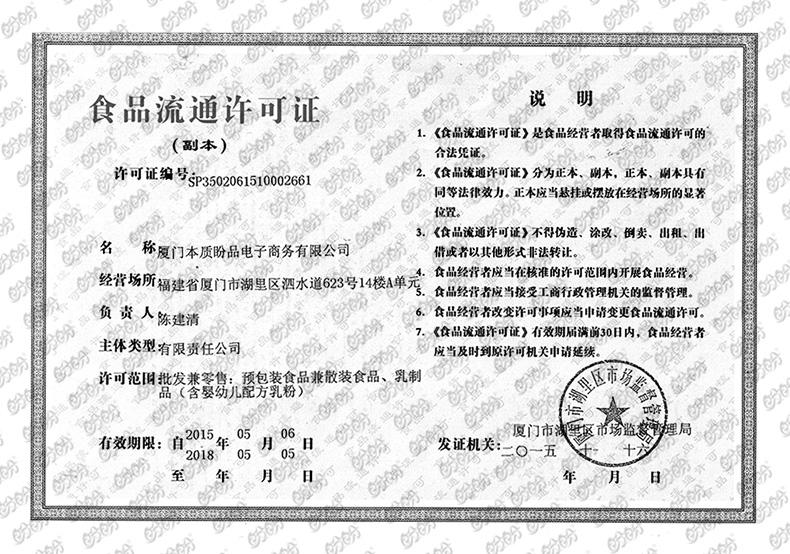 食品流通许可证
（副本）
许可证编号：SP3502061510002661
名 称 厦门本质盼品电子商务有限公司
经营场所 福建省厦门市湖里区泗水道623号14楼A单元
负 责 人 陈建清
主体类型 有限责任公司
许可范围 批发兼零售：预包装食品兼散装食品、乳制
品（含婴幼儿配方乳粉）
有效期限：自 2015 年 05 月 06 日
2018 05 05
至 年 月 日
说 明
1.《食品流通许可证》是食品经营者取得食品流通许可的
合法凭证。
2.《食品流通许可证》分为正本、副本，正本、副本具有
同等法律效力。正本应当悬挂或摆放在经营场所的显著
位置。
3.《食品流通许可证》不得伪造、涂改、倒卖、出租、出
借或者以其他形式非法转让。
4. 食品经营者应当在核准的许可范围内开展食品经营。
5. 食品经营者应当接受工商行政管理机关的监督管理。
6. 食品经营者改变许可事项应当申请变更食品流通许可。
7.《食品流通许可证》有效期届满前30日内，食品经营者
应当及时到原许可机关申请延续。
厦门市湖里区市场监督管理局
发证机关：
二〇一五 十一 十六
年 月 日
厦门市湖里区市场监督管理局